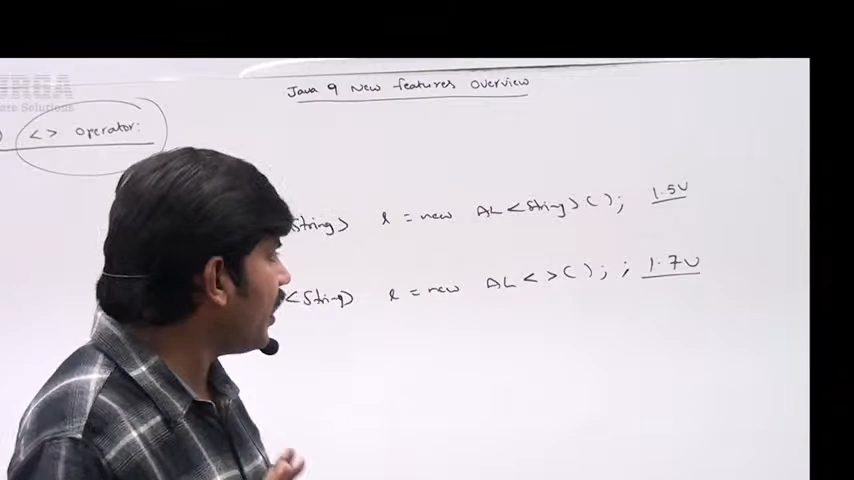 Java 9 New features Overview
<> Operator:
String> l = new AL<String>(); 1.5V
<String> l = new AL<>(); ; 1.7V